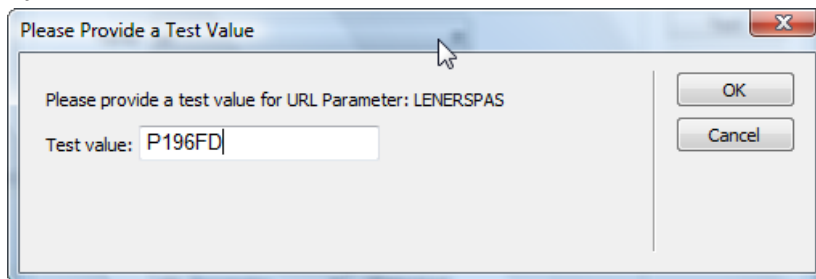 Please Provide a Test Value
Please provide a test value for URL Parameter: LENERSPAS
OK
Test value: P196FD
Cancel